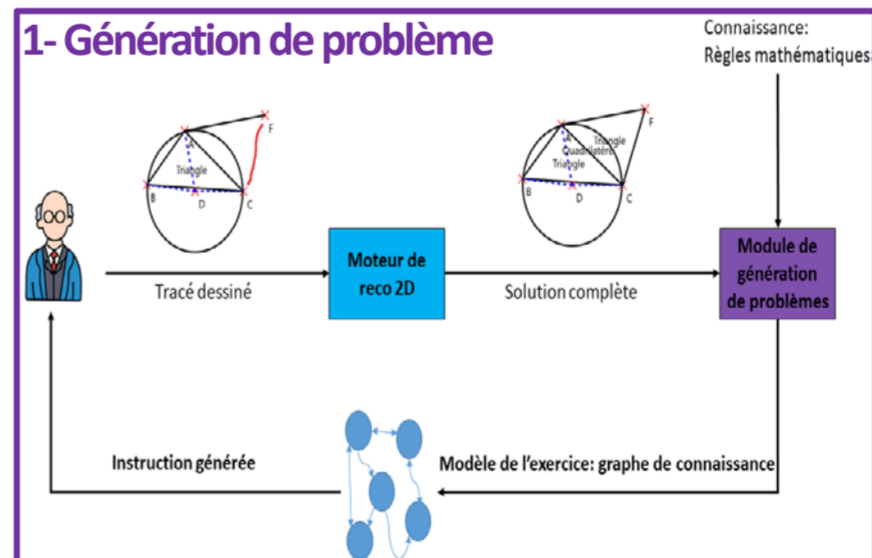 1- Génération de problème
Connaissance:
Règles mathématiques
A
F
Triangle
B
D
C
A
F
Triangle
Quadrilatère
Triangle
B
D
C
Moteur de
reco 2D
Module de
génération
de problèmes
Tracé dessiné
Solution complète
Instruction générée
Modèle de l'exercice: graphe de connaissance